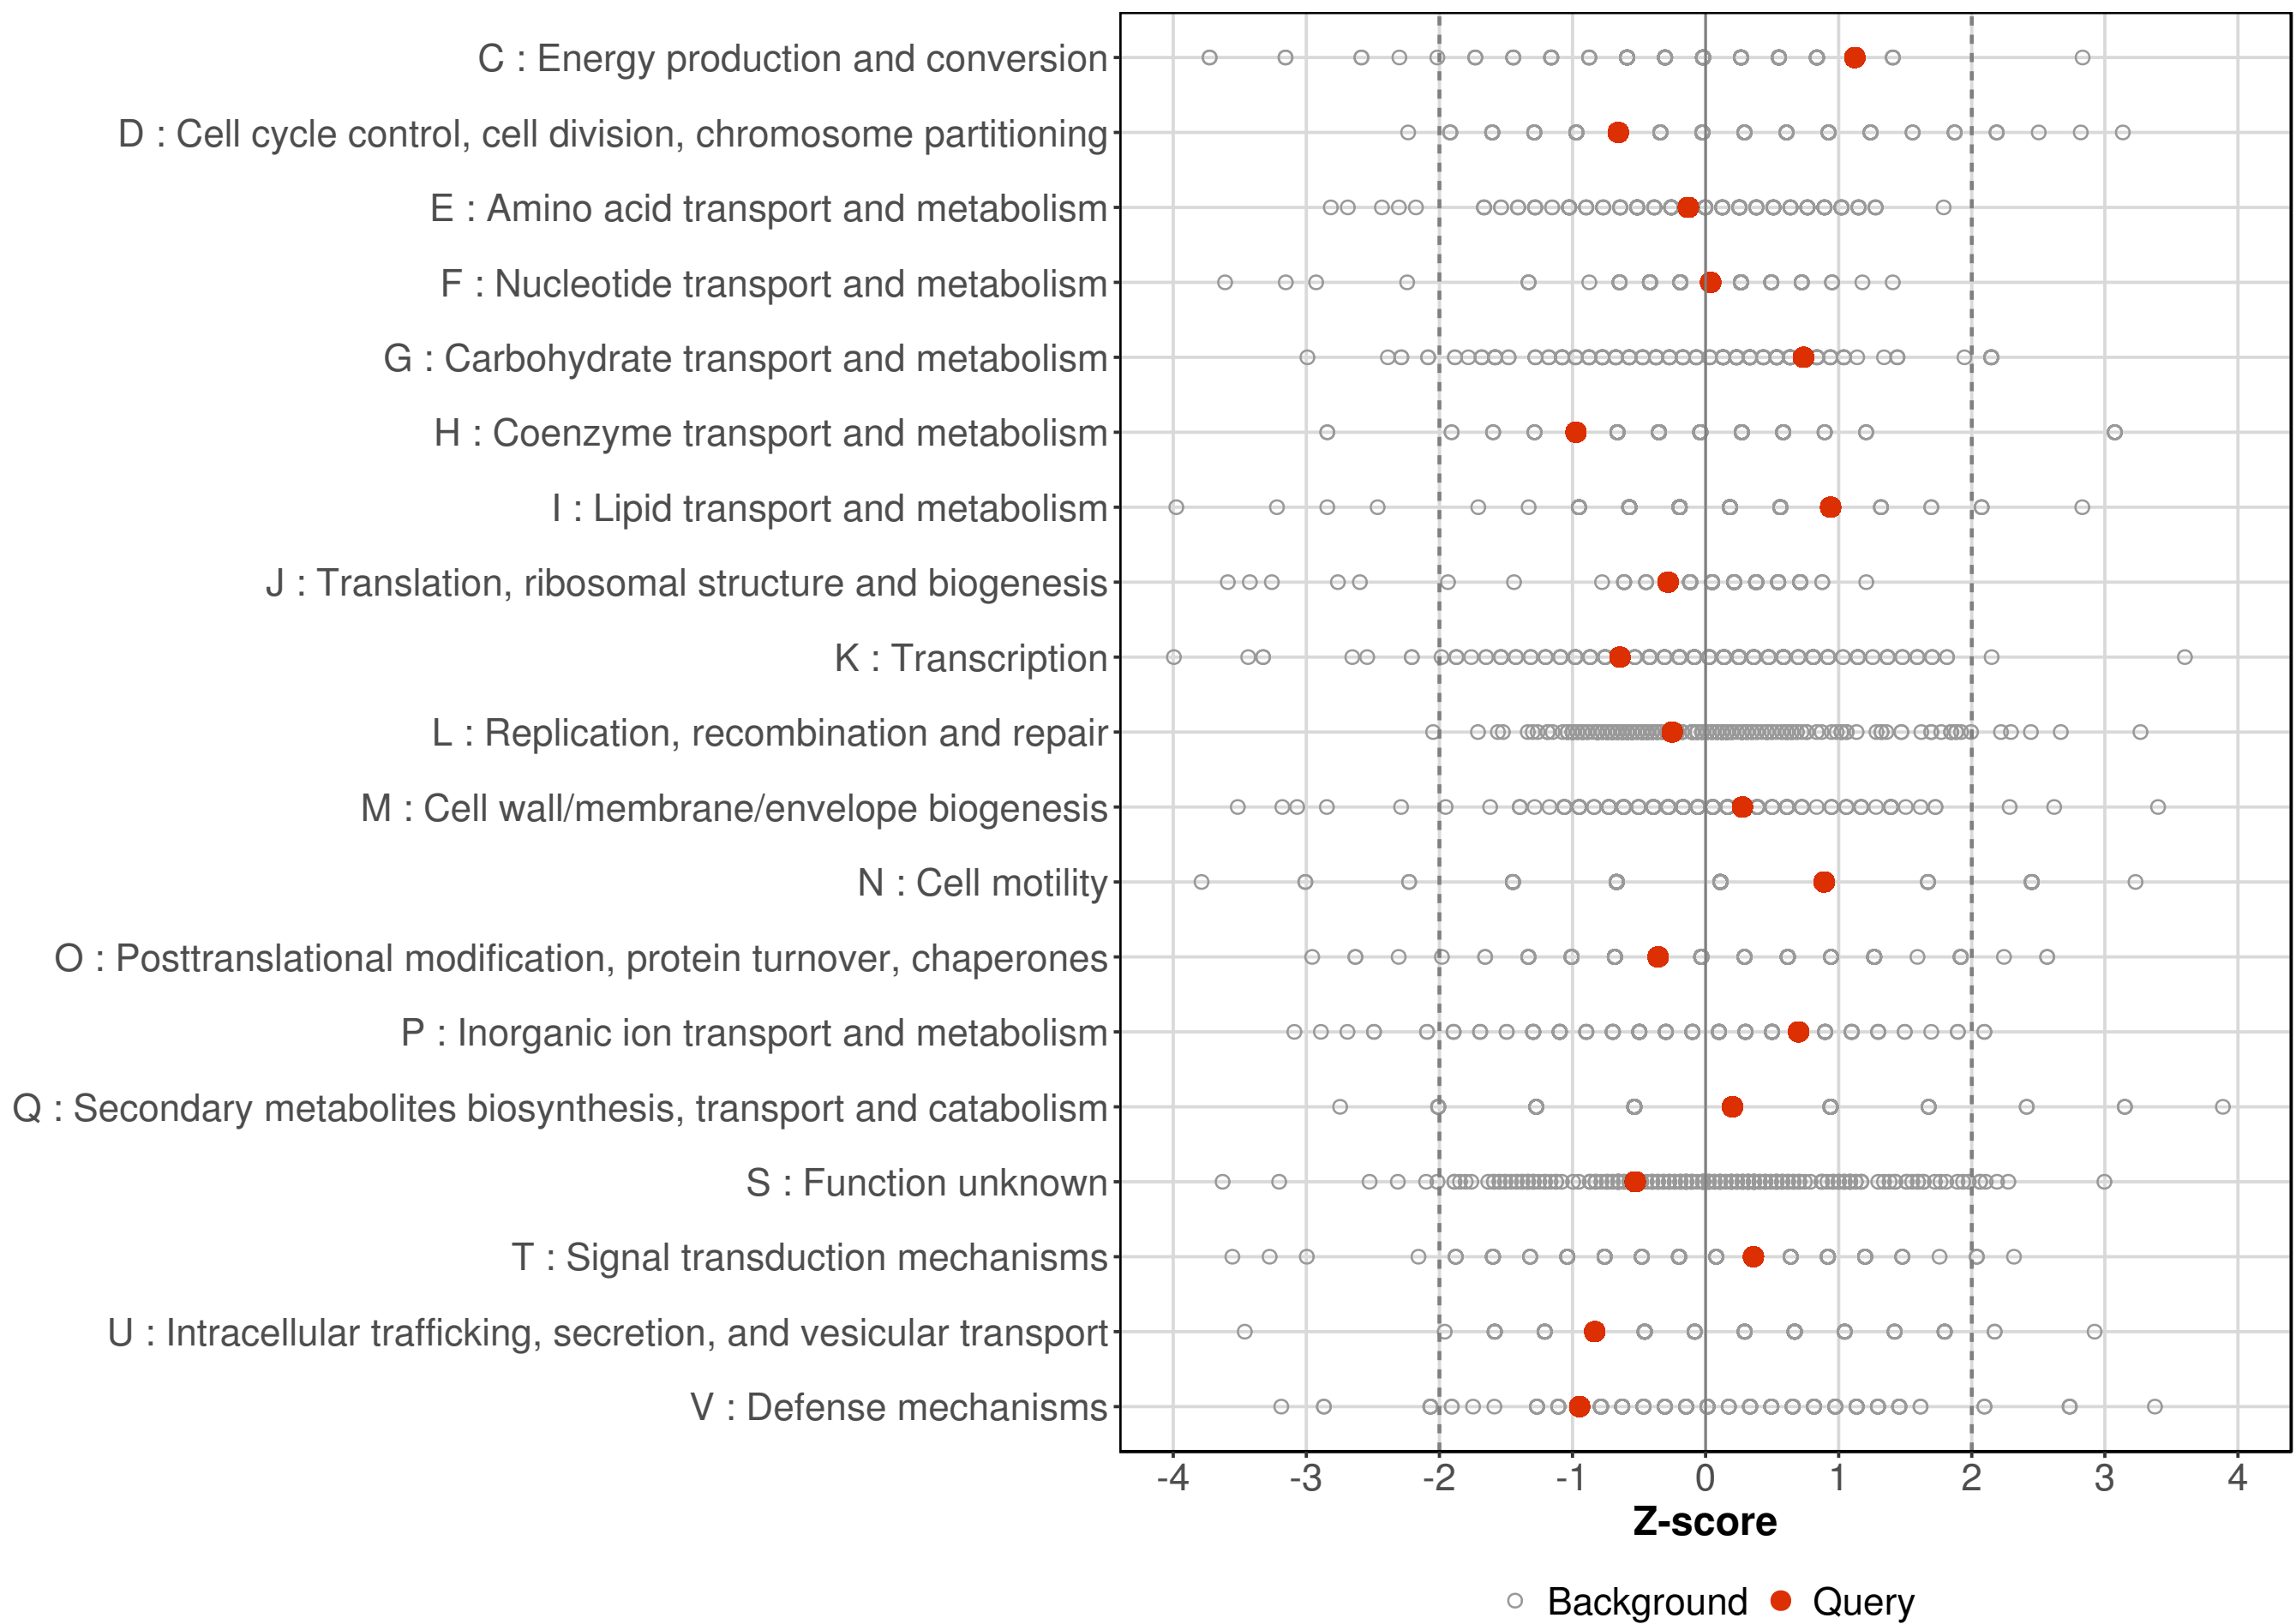 C : Energy production and conversion
D : Cell cycle control, cell division, chromosome partitioning
E : Amino acid transport and metabolism
F : Nucleotide transport and metabolism
G : Carbohydrate transport and metabolism
H : Coenzyme transport and metabolism
I : Lipid transport and metabolism
J : Translation, ribosomal structure and biogenesis
K : Transcription
L : Replication, recombination and repair
M : Cell wall/membrane/envelope biogenesis
N : Cell motility
O : Posttranslational modification, protein turnover, chaperones
P : Inorganic ion transport and metabolism
Q : Secondary metabolites biosynthesis, transport and catabolism
S : Function unknown
T : Signal transduction mechanisms
U : Intracellular trafficking, secretion, and vesicular transport
V : Defense mechanisms
-4 -3 -2 -1 0 1 2 3 4
Z-score
Background Query